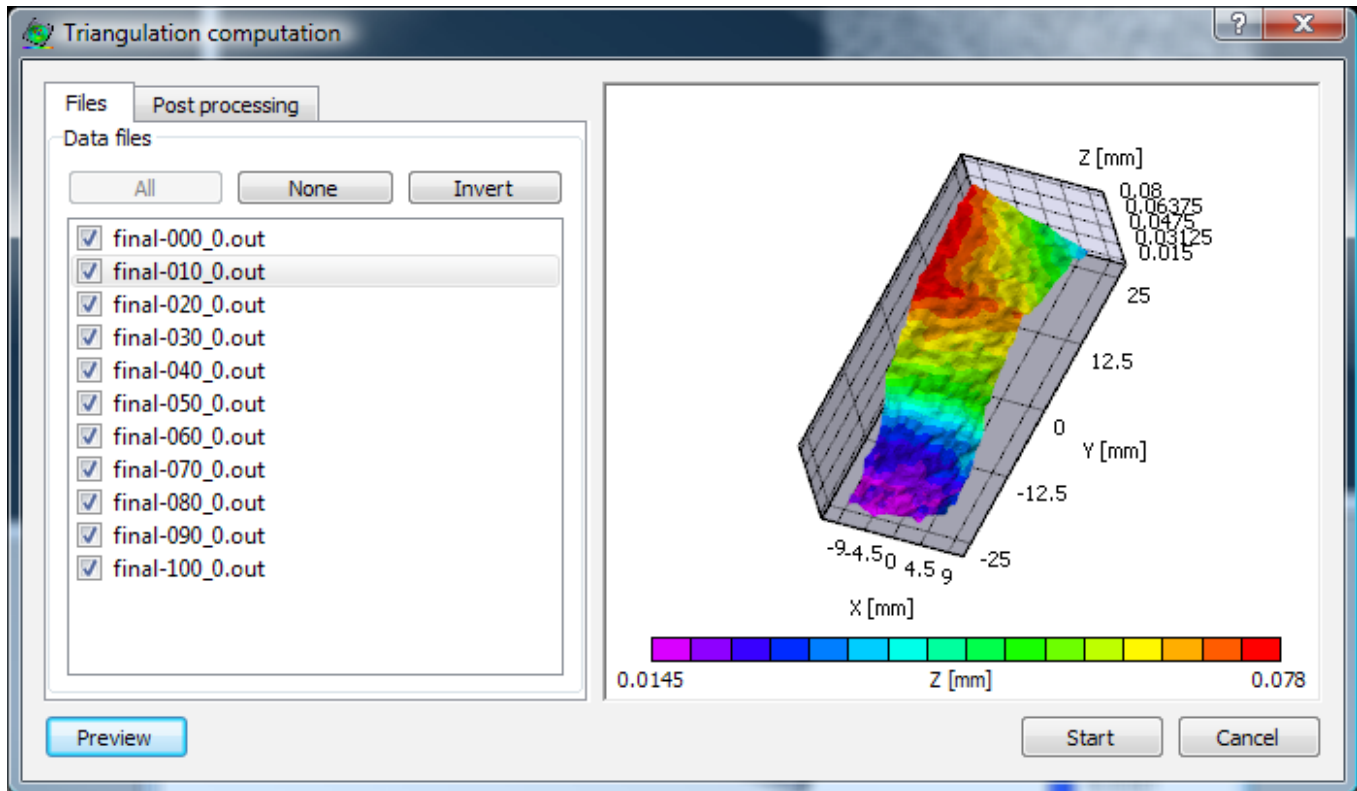 Triangulation computation
?
X
Files
Post processing
Data files
All
None
Invert
final-000_0.out
final-010_0.out
final-020_0.out
final-030_0.out
final-040_0.out
final-050_0.out
final-060_0.out
final-070_0.out
final-080_0.out
final-090_0.out
final-100_0.out
Z [mm]
0.08
0.06375
0.0475
0.03125
0.015
25
12.5
0
Y [mm]
-12.5
-25
-9 -4.5 0 4.5 9
X [mm]
0.0145 Z [mm] 0.078
Preview
Start
Cancel